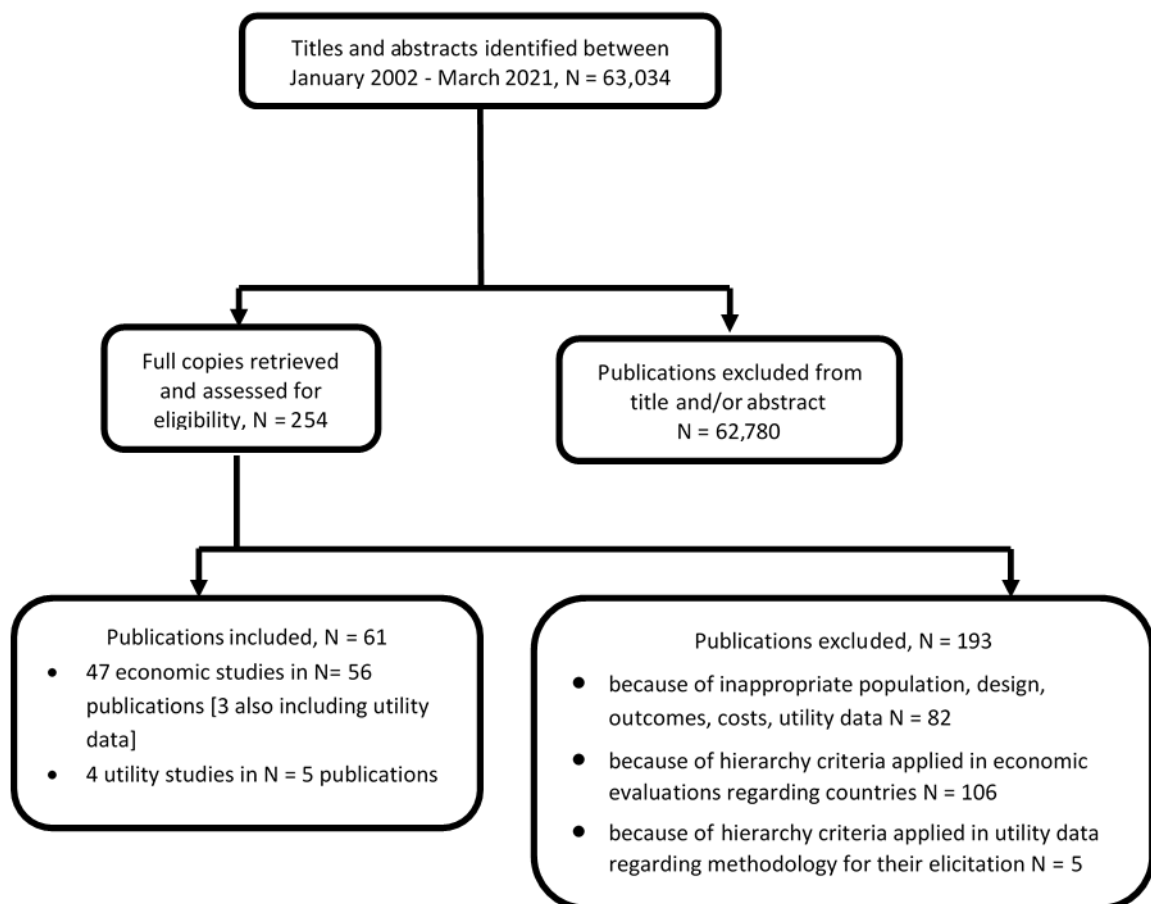 Titles and abstracts identified between
January 2002 - March 2021, N = 63,034
Full copies retrieved
and assessed for
eligibility, N = 254
Publications excluded from
title and/or abstract
N = 62,780
Publications included, N = 61
• 47 economic studies in N= 56
publications [3 also including utility
data]
• 4 utility studies in N = 5 publications
Publications excluded, N = 193
• because of inappropriate population, design,
outcomes, costs, utility data N = 82
• because of hierarchy criteria applied in economic
evaluations regarding countries N = 106
• because of hierarchy criteria applied in utility data
regarding methodology for their elicitation N = 5